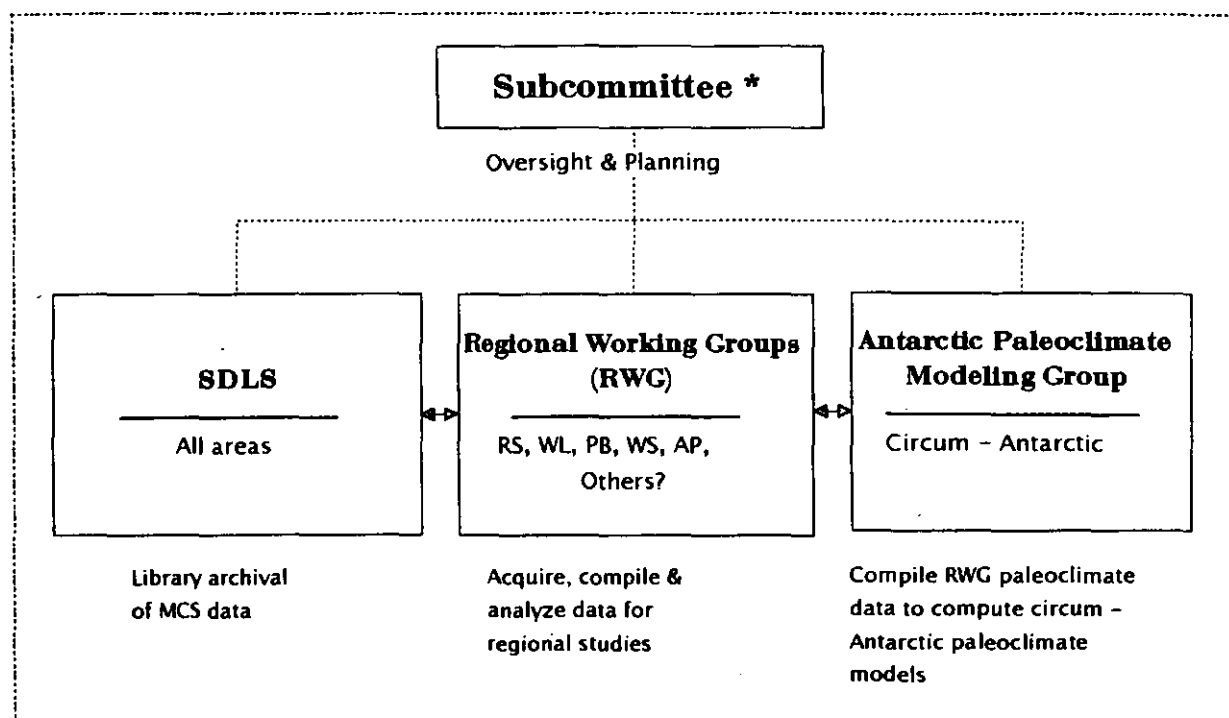 Subcommittee *
Oversight & Planning
SDLS
All areas
Library archival
of MCS data
Regional Working Groups
(RWG)
RS, WL, PB, WS, AP,
Others?
Acquire, compile &
analyze data for
regional studies
Antarctic Paleoclimate
Modeling Group
Circum – Antarctic
Compile RWG paleoclimate
data to compute circum –
Antarctic paleoclimate
models